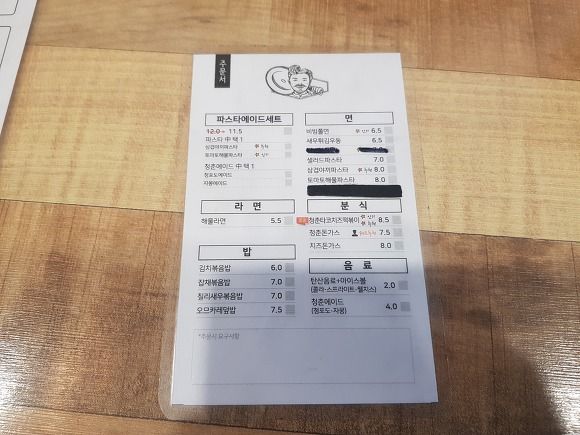 주문서
파스타에이드세트
12.0 → 11.5
파스타 中 택 1
삼겹아끼파스타
토마토해물파스타
청춘에이드 中 택 1
청포도에이드
자몽에이드
라 면
해물라면 5.5
밥
김치볶음밥 6.0
잡채볶음밥 7.0
칠리새우볶음밥 7.0
오므카레덮밥 7.5
*주문시 요구사항
면
비빔쫄면 6.5
새우튀김우동 6.5
샐러드파스타 7.0
삼겹아끼파스타 8.0
토마토해물파스타 8.0
분 식
청춘타코치즈떡볶이 8.5
청춘돈가스 7.5
치즈돈가스 8.0
음 료
탄산음료+아이스볼 2.0
(콜라·스프라이트·웰치스)
청춘에이드 4.0
(청포도·자몽)